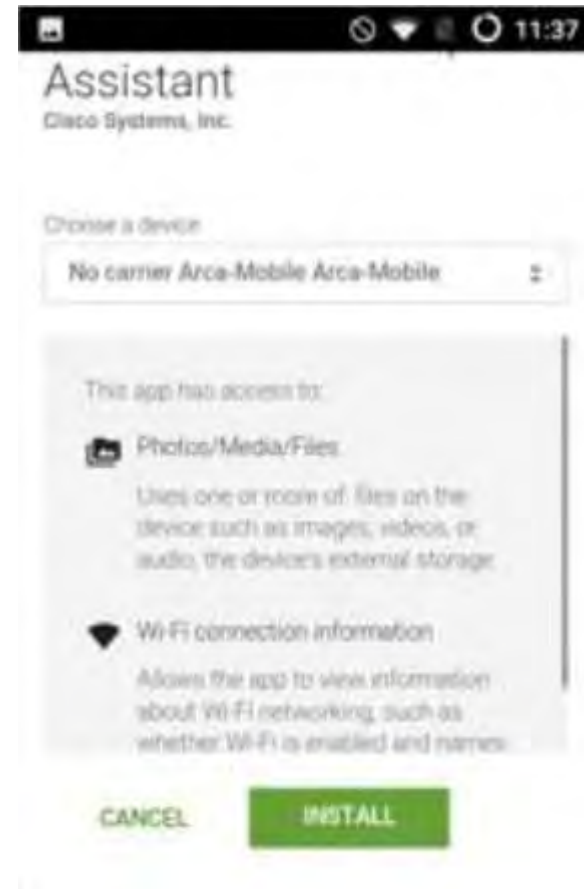 11:37
Assistant
Cisco Systems, Inc.
Choose a device
No carrier Arca-Mobile Arca-Mobile
This app has access to:
Photos/Media/Files
Uses one or more of: files on the
device such as images, videos, or
audio, the device's external storage
Wi-Fi connection information
Allows the app to view information
about Wi-Fi networking, such as
whether Wi-Fi is enabled and names
CANCEL
INSTALL